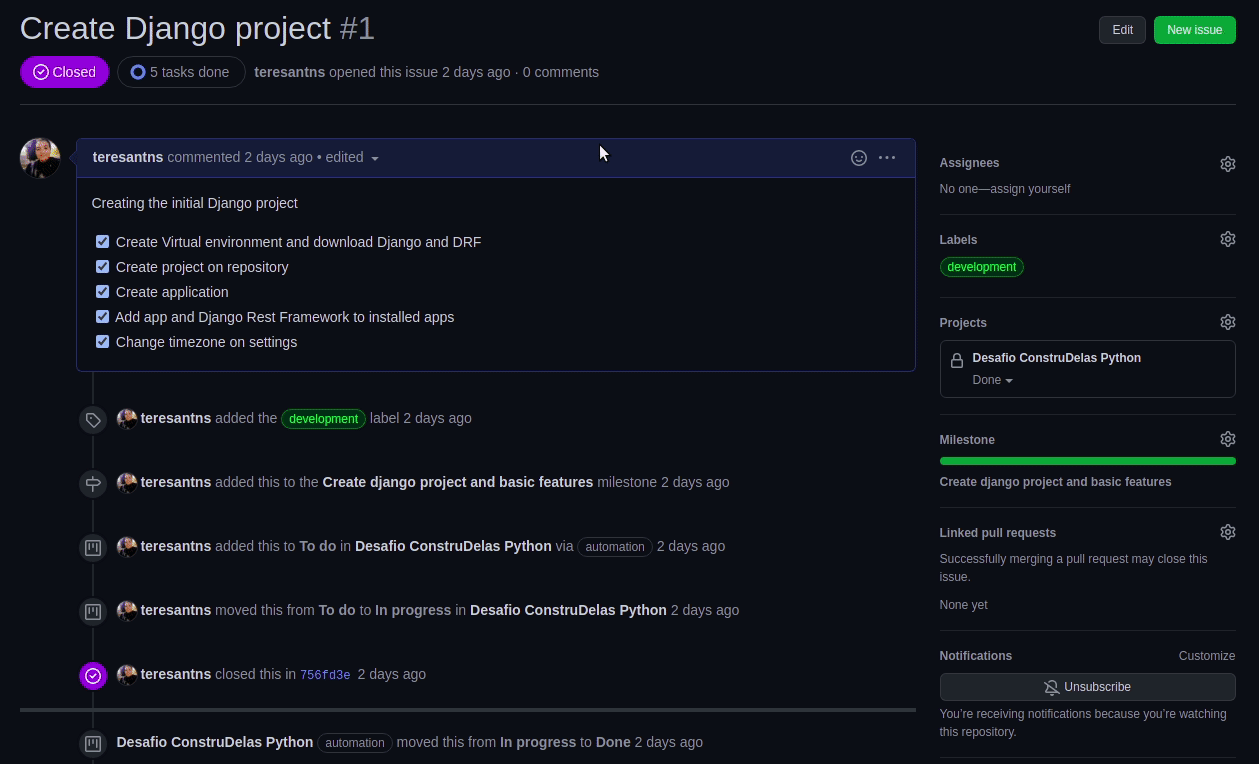 Create Django project #1
Edit
New issue
Closed
5 tasks done
teresantns opened this issue 2 days ago · 0 comments
teresantns commented 2 days ago • edited
Creating the initial Django project
Create Virtual environment and download Django and DRF
Create project on repository
Create application
Add app and Django Rest Framework to installed apps
Change timezone on settings
teresantns added the development label 2 days ago
teresantns added this to the Create django project and basic features milestone 2 days ago
teresantns added this to To do in Desafio ConstruDelas Python via automation 2 days ago
teresantns moved this from To do to In progress in Desafio ConstruDelas Python 2 days ago
teresantns closed this in 756fd3e 2 days ago
Desafio ConstruDelas Python automation moved this from In progress to Done 2 days ago
Assignees
No one—assign yourself
Labels
development
Projects
Desafio ConstruDelas Python
Done
Milestone
Create django project and basic features
Linked pull requests
Successfully merging a pull request may close this
issue.
None yet
Notifications
Customize
Unsubscribe
You're receiving notifications because you're watching
this repository.